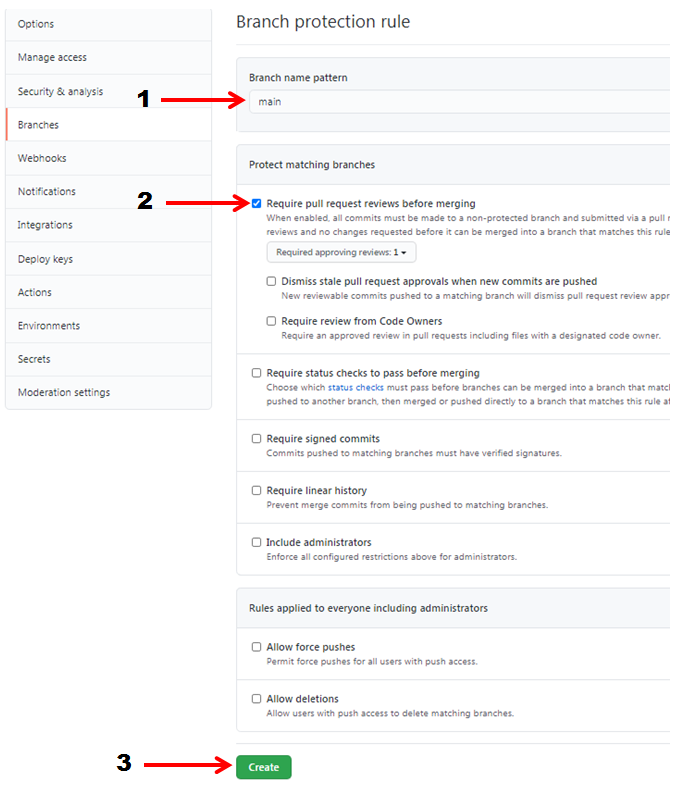 Options
Manage access
Security & analysis
Branches
Webhooks
Notifications
Integrations
Deploy keys
Actions
Environments
Secrets
Moderation settings
Branch protection rule
1
Branch name pattern
main
Protect matching branches
2
Require pull request reviews before merging
When enabled, all commits must be made to a non-protected branch and submitted via a pull
reviews and no changes requested before it can be merged into a branch that matches this rule
Required approving reviews: 1
Dismiss stale pull request approvals when new commits are pushed
New reviewable commits pushed to a matching branch will dismiss pull request review
Require review from Code Owners
Require an approved review in pull requests including files with a designated code owner.
Require status checks to pass before merging
Choose which status checks must pass before branches can be merged into a branch that
pushed to another branch, then merged or pushed directly to a branch that matches this rule
Require signed commits
Commits pushed to matching branches must have verified signatures.
Require linear history
Prevent merge commits from being pushed to matching branches.
Include administrators
Enforce all configured restrictions above for administrators.
Rules applied to everyone including administrators
Allow force pushes
Permit force pushes for all users with push access.
Allow deletions
Allow users with push access to delete matching branches.
3
Create